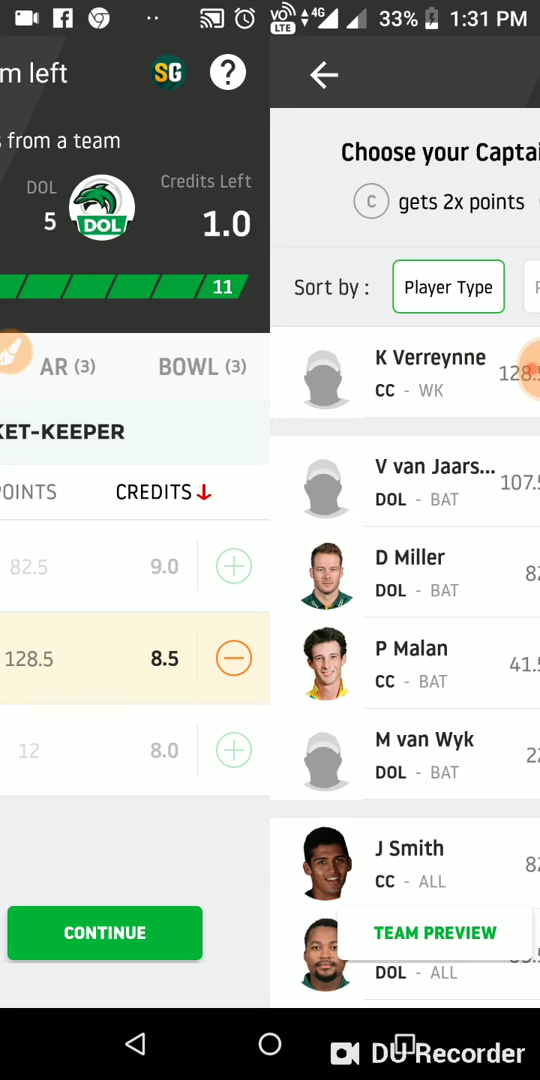 VO LTE 4G 33% 1:31 PM
m left
SG ?
s from a team
DOL
5
DOL
Credits Left
1.0
11
AR (3) BOWL (3)
KET-KEEPER
OINTS CREDITS
82.5 9.0
128.5 8.5
12 8.0
CONTINUE
Choose your Captai
C gets 2x points
Sort by : Player Type
K Verreynne
CC - WK
128.
V van Jaars...
DOL - BAT
107.5
D Miller
DOL - BAT
82
P Malan
CC - BAT
41.5
M van Wyk
DOL - BAT
22
J Smith
CC - ALL
82
TEAM PREVIEW
DOL - ALL
DU Recorder